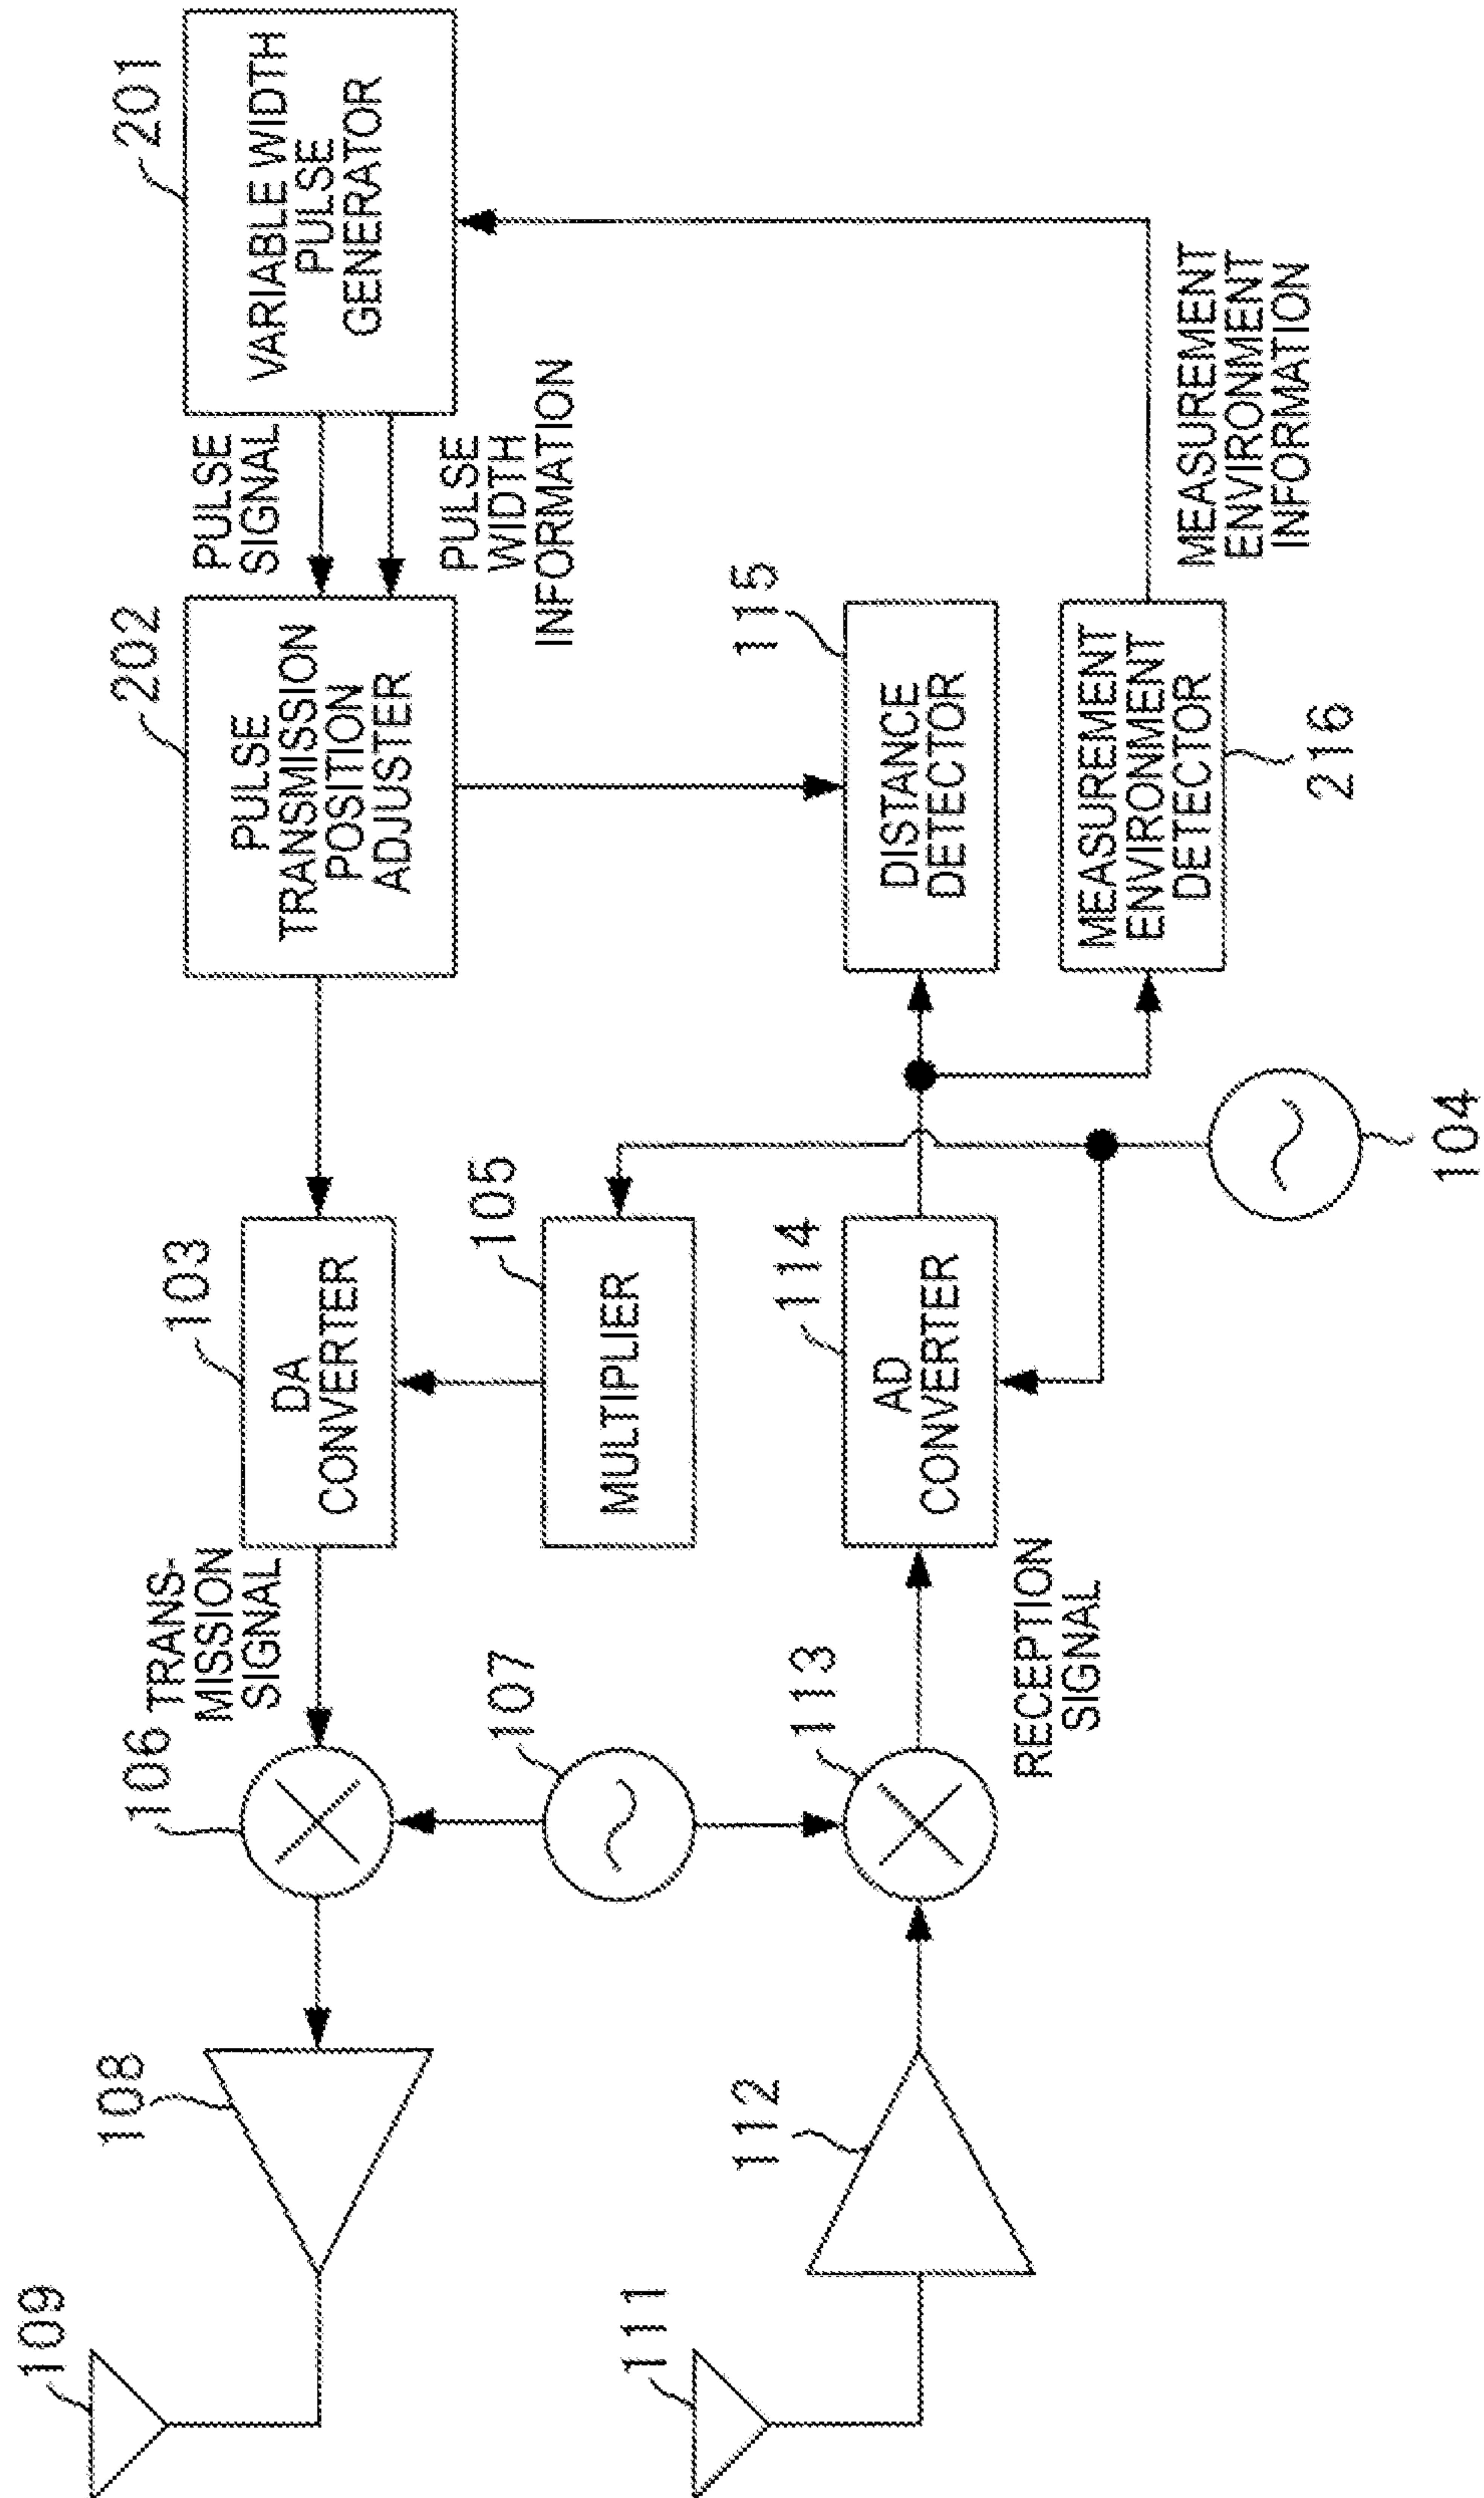 109
108
106
TRANS-
MISSION
SIGNAL
103
DA
CONVERTER
202
PULSE
TRANSMISSION
POSITION
ADJUSTER
PULSE
SIGNAL
PULSE
WIDTH
INFORMATION
201
VARIABLE WIDTH
PULSE
GENERATOR
107
105
MULTIPLIER
111
112
113
RECEPTION
SIGNAL
114
AD
CONVERTER
115
DISTANCE
DETECTOR
104
MEASUREMENT
ENVIRONMENT
DETECTOR
216
MEASUREMENT
ENVIRONMENT
INFORMATION